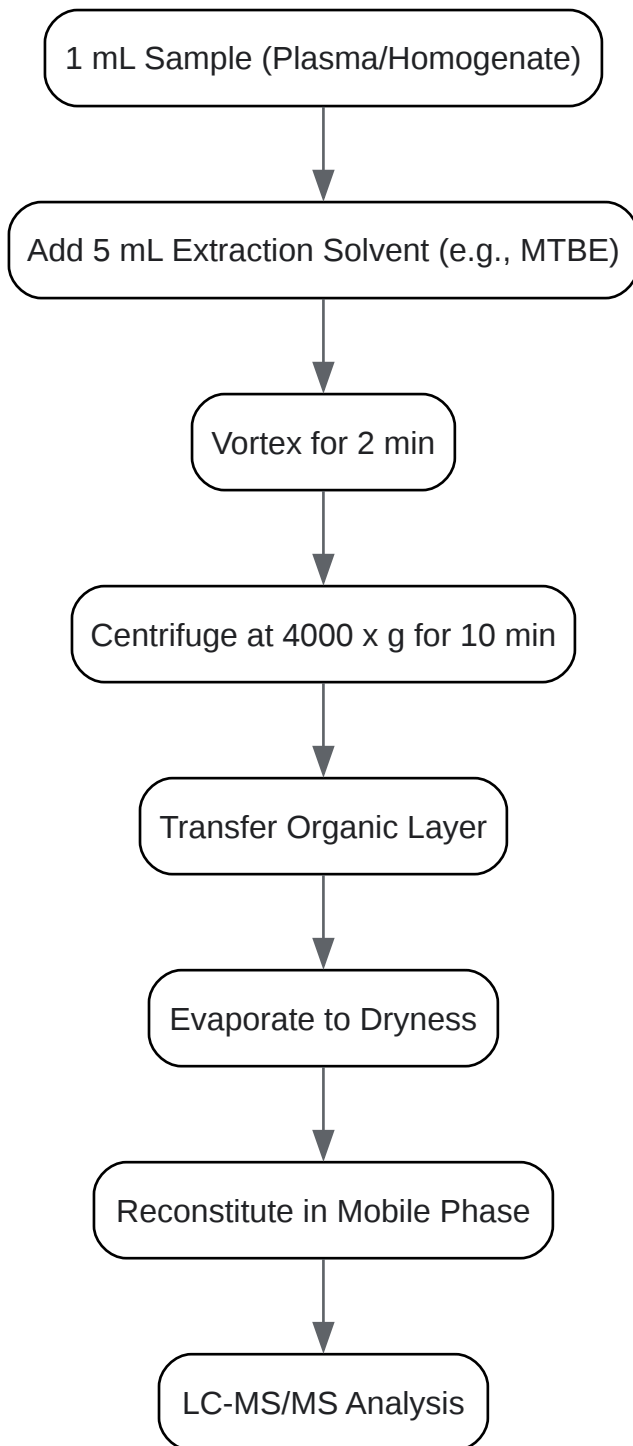 1 mL Sample (Plasma/Homogenate)
Add 5 mL Extraction Solvent (e.g., MTBE)
Vortex for 2 min
Centrifuge at 4000 x g for 10 min
Transfer Organic Layer
Evaporate to Dryness
Reconstitute in Mobile Phase
LC-MS/MS Analysis